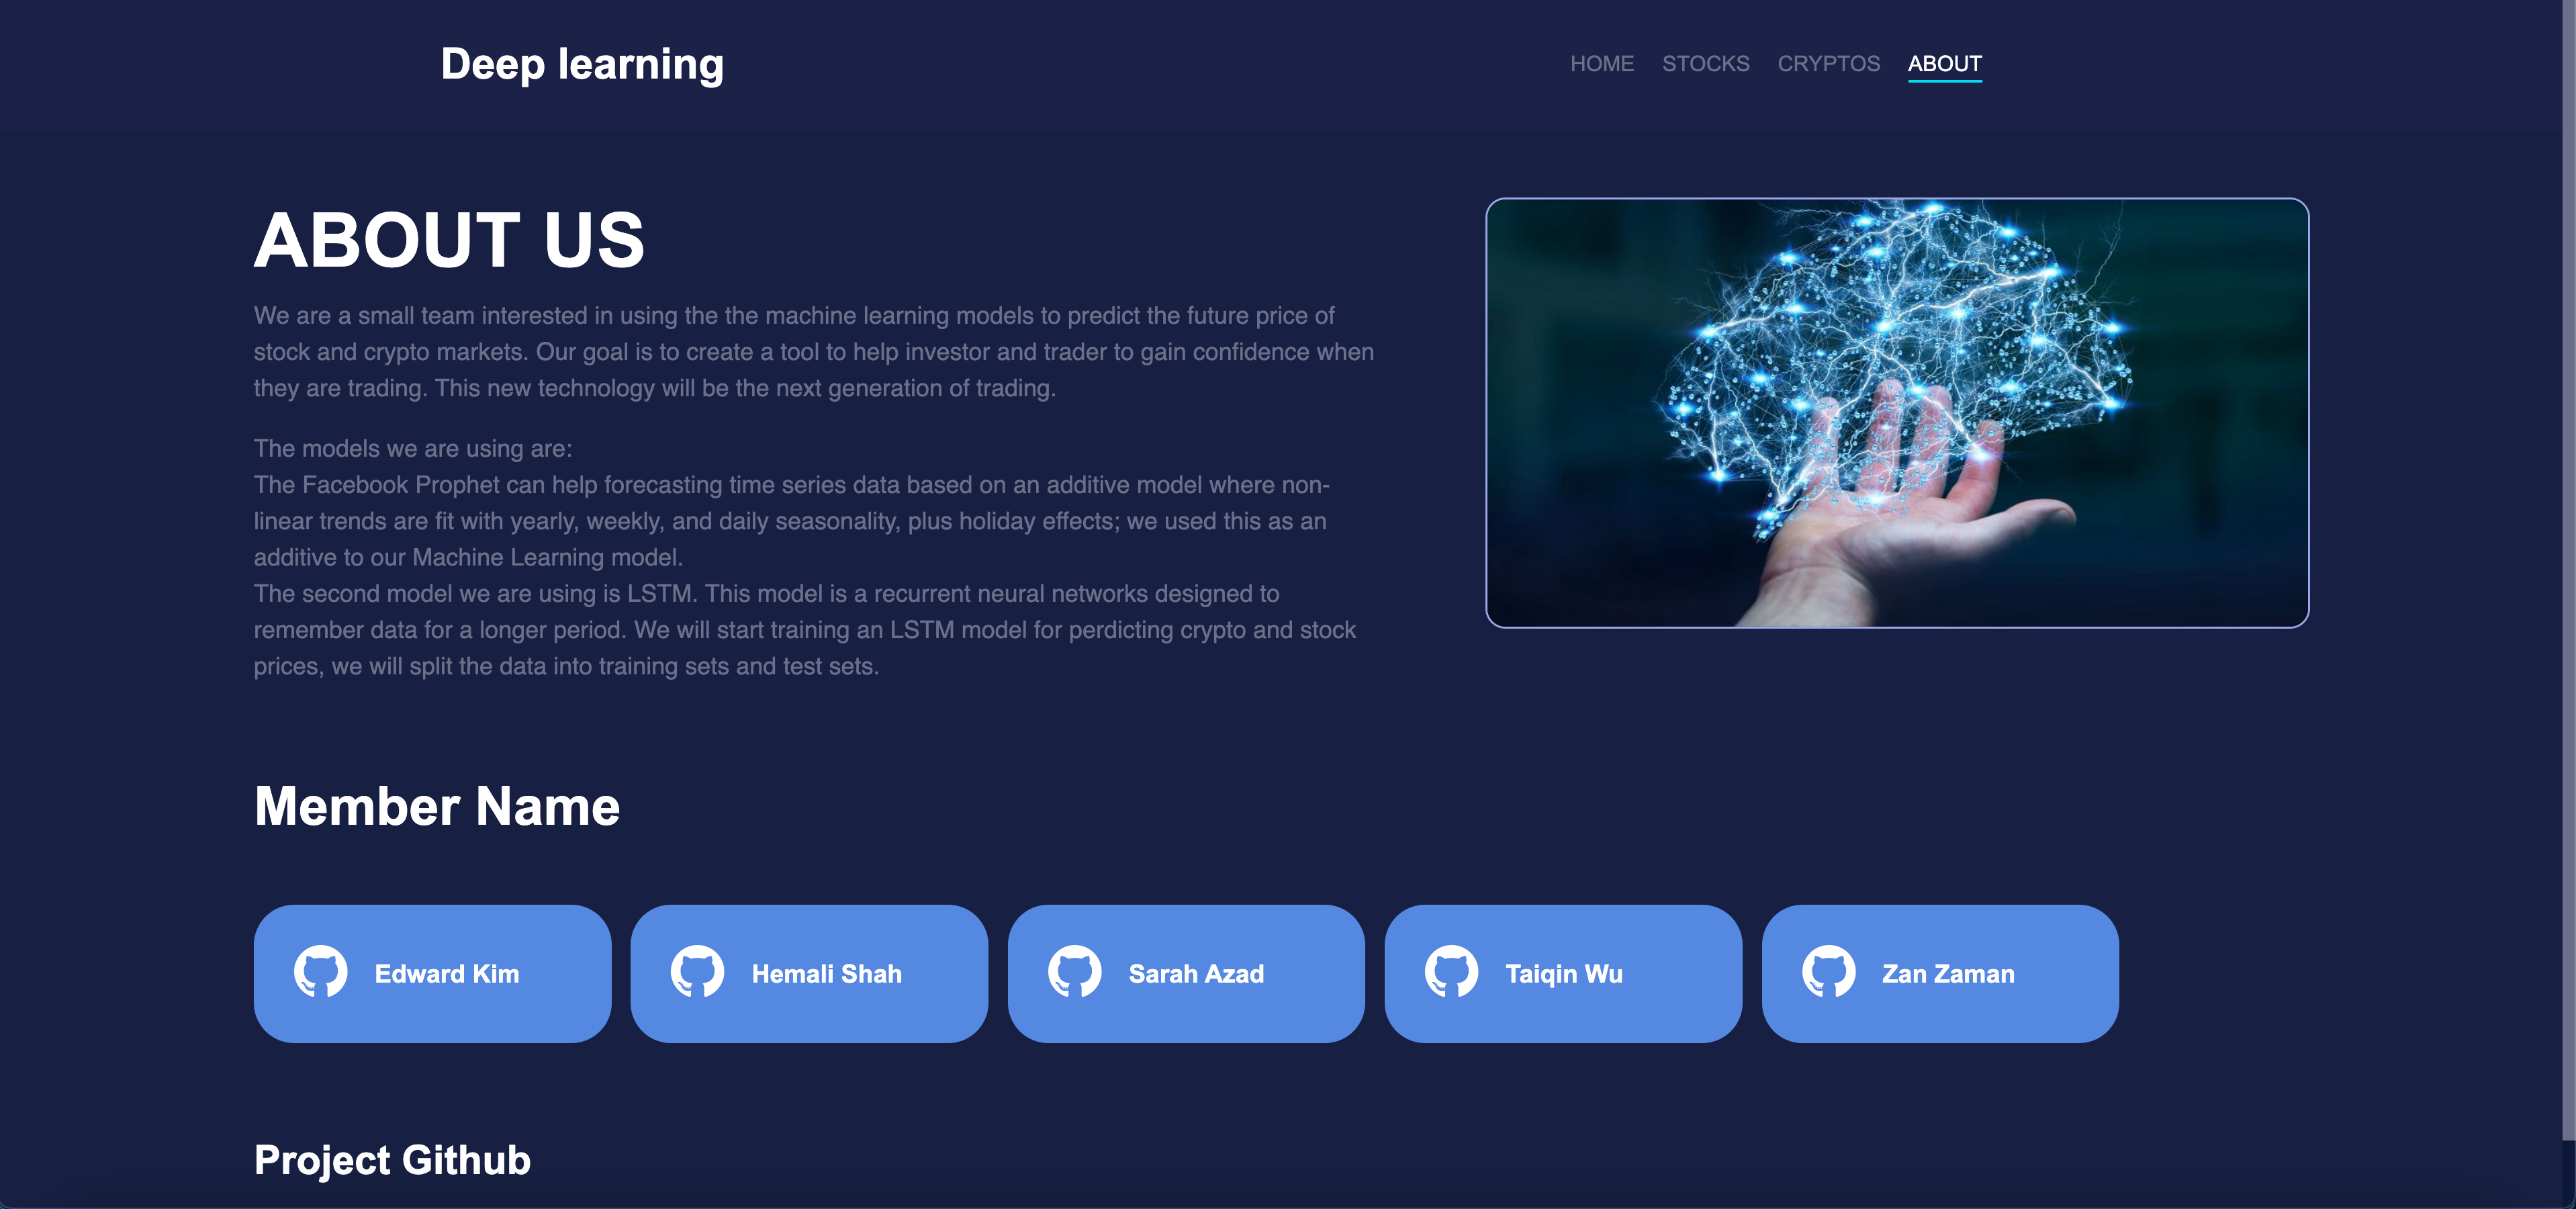 Deep learning
HOME STOCKS CRYPTOS ABOUT
ABOUT US
We are a small team interested in using the the machine learning models to predict the future price of
stock and crypto markets. Our goal is to create a tool to help investor and trader to gain confidence when
they are trading. This new technology will be the next generation of trading.
The models we are using are:
The Facebook Prophet can help forecasting time series data based on an additive model where non-
linear trends are fit with yearly, weekly, and daily seasonality, plus holiday effects; we used this as an
additive to our Machine Learning model.
The second model we are using is LSTM. This model is a recurrent neural networks designed to
remember data for a longer period. We will start training an LSTM model for perdicting crypto and stock
prices, we will split the data into training sets and test sets.
Member Name
Edward Kim
Hemali Shah
Sarah Azad
Taiqin Wu
Zan Zaman
Project Github